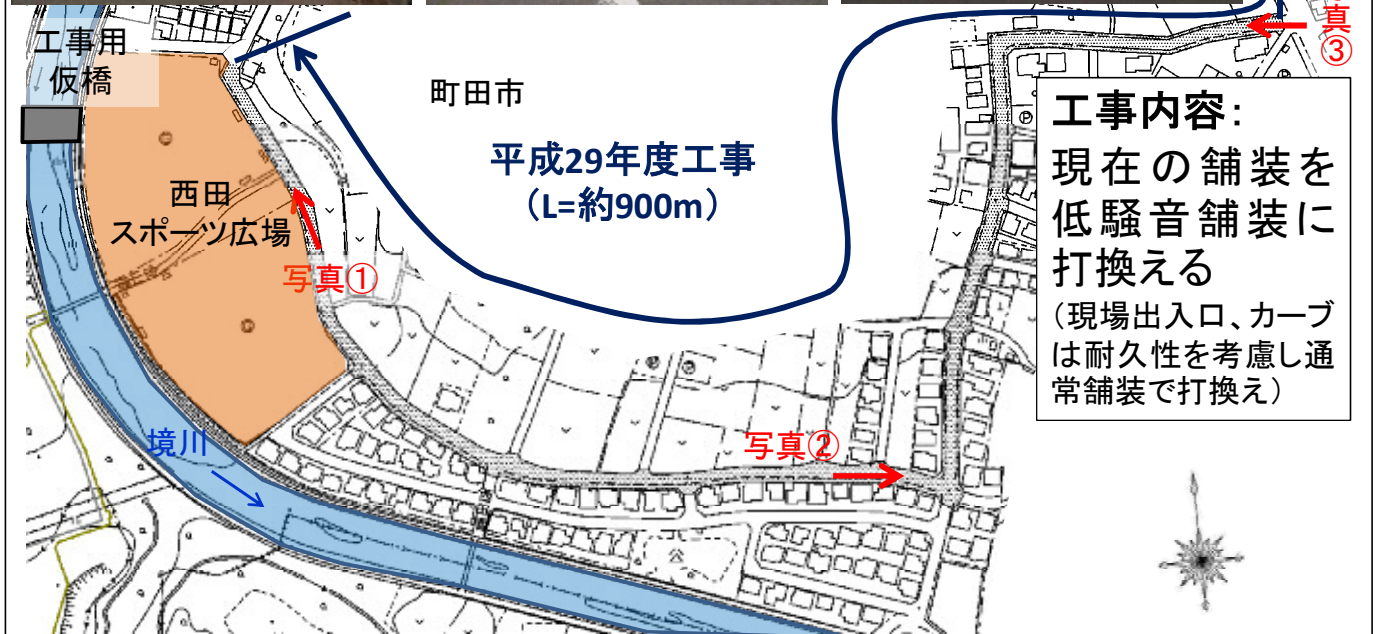 工事用
仮橋
真
③
町田市
工事内容：
現在の舗装を
低騒音舗装に
打換える
（現場出入口、カーブ
は耐久性を考慮し通
常舗装で打換え）
平成29年度工事
（L=約900m）
西田
スポーツ広場
写真①
写真②
境川